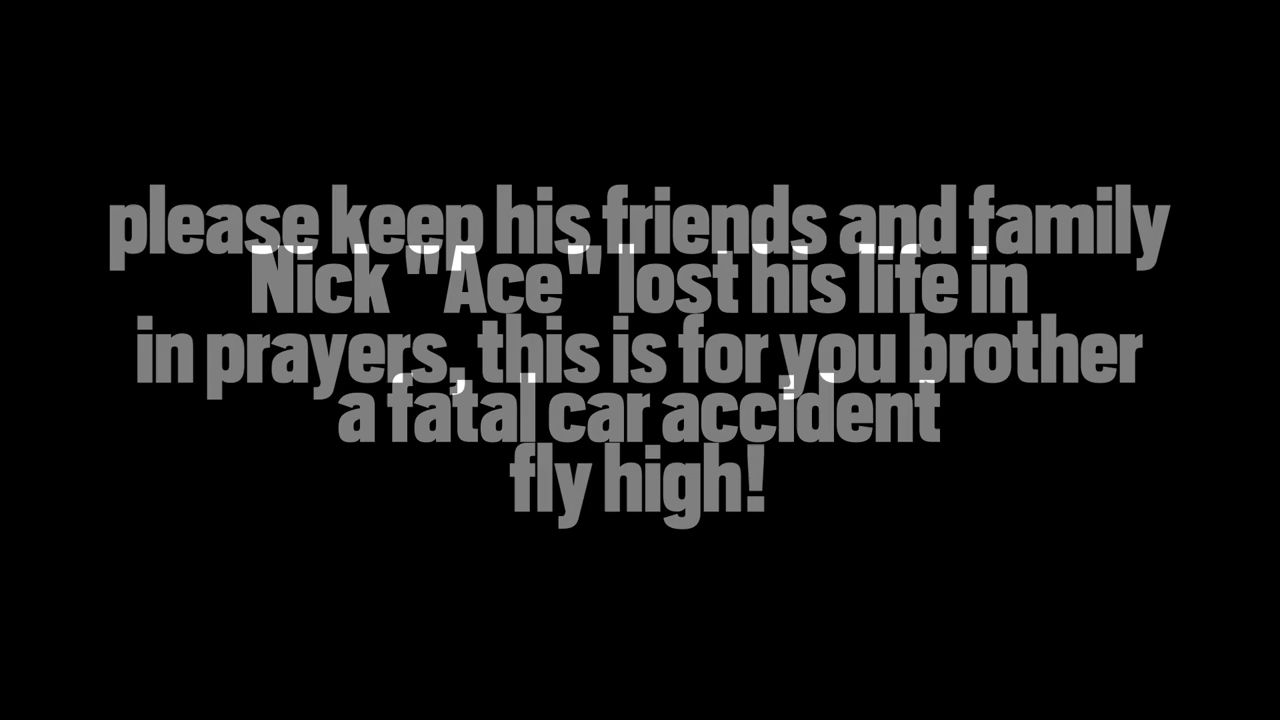 please keep his friends and family
Nick "Ace" lost his life in
in prayers, this is for you brother
a fatal car accident
fly high!